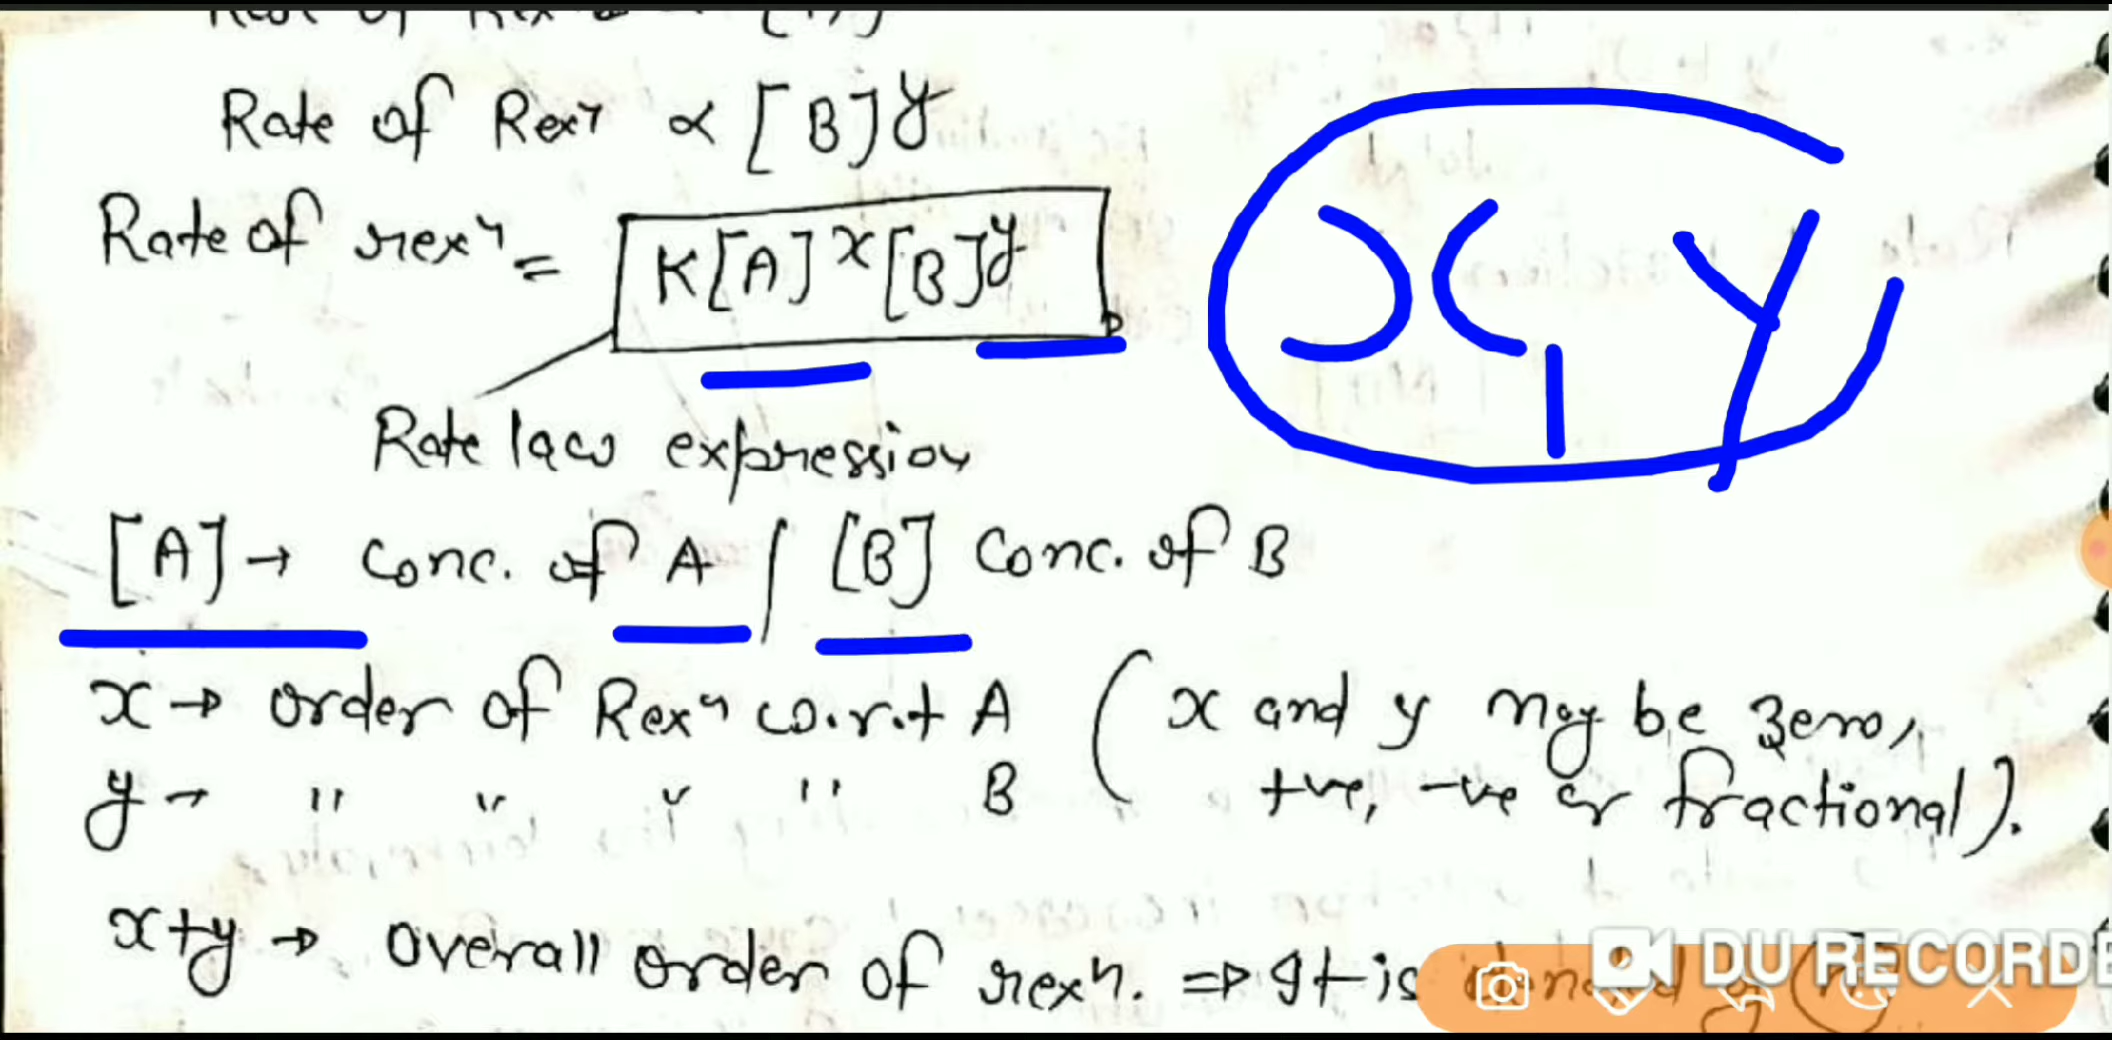 Rate of Rexⁿ ∝ [B]^y
Rate of rexⁿ = K[A]^x [B]^y
x, y
Rate law expression
[A] → conc. of A / [B] conc. of B
x → order of Rexⁿ w.r.t A (x and y may be zero,
y → " " " " B +ve, -ve or fractional).
x+y → overall order of rexⁿ. ⇒ It is
DU RECORDE